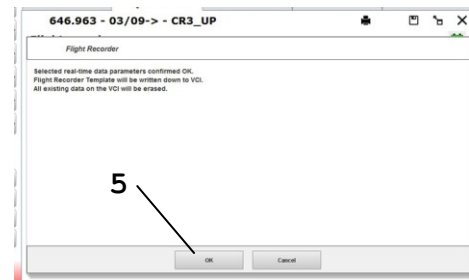 646.963 - 03/09-> - CR3_UP
Flight Recorder
Selected real-time data parameters confirmed OK.
Flight Recorder Template will be written down to VCI.
All existing data on the VCI will be erased.
5
OK
Cancel